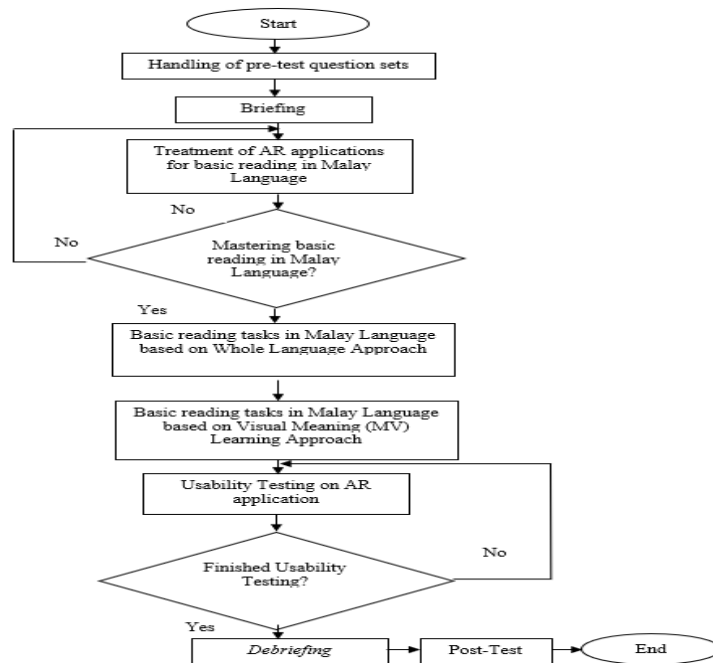 Start
Handling of pre-test question sets
Briefing
Treatment of AR applications
for basic reading in Malay
Language
No
No
Mastering basic
reading in Malay
Language?
Yes
Basic reading tasks in Malay Language
based on Whole Language Approach
Basic reading tasks in Malay Language
based on Visual Meaning (MV)
Learning Approach
Usability Testing on AR
application
No
Finished Usability
Testing?
Yes
Debriefing
Post-Test
End